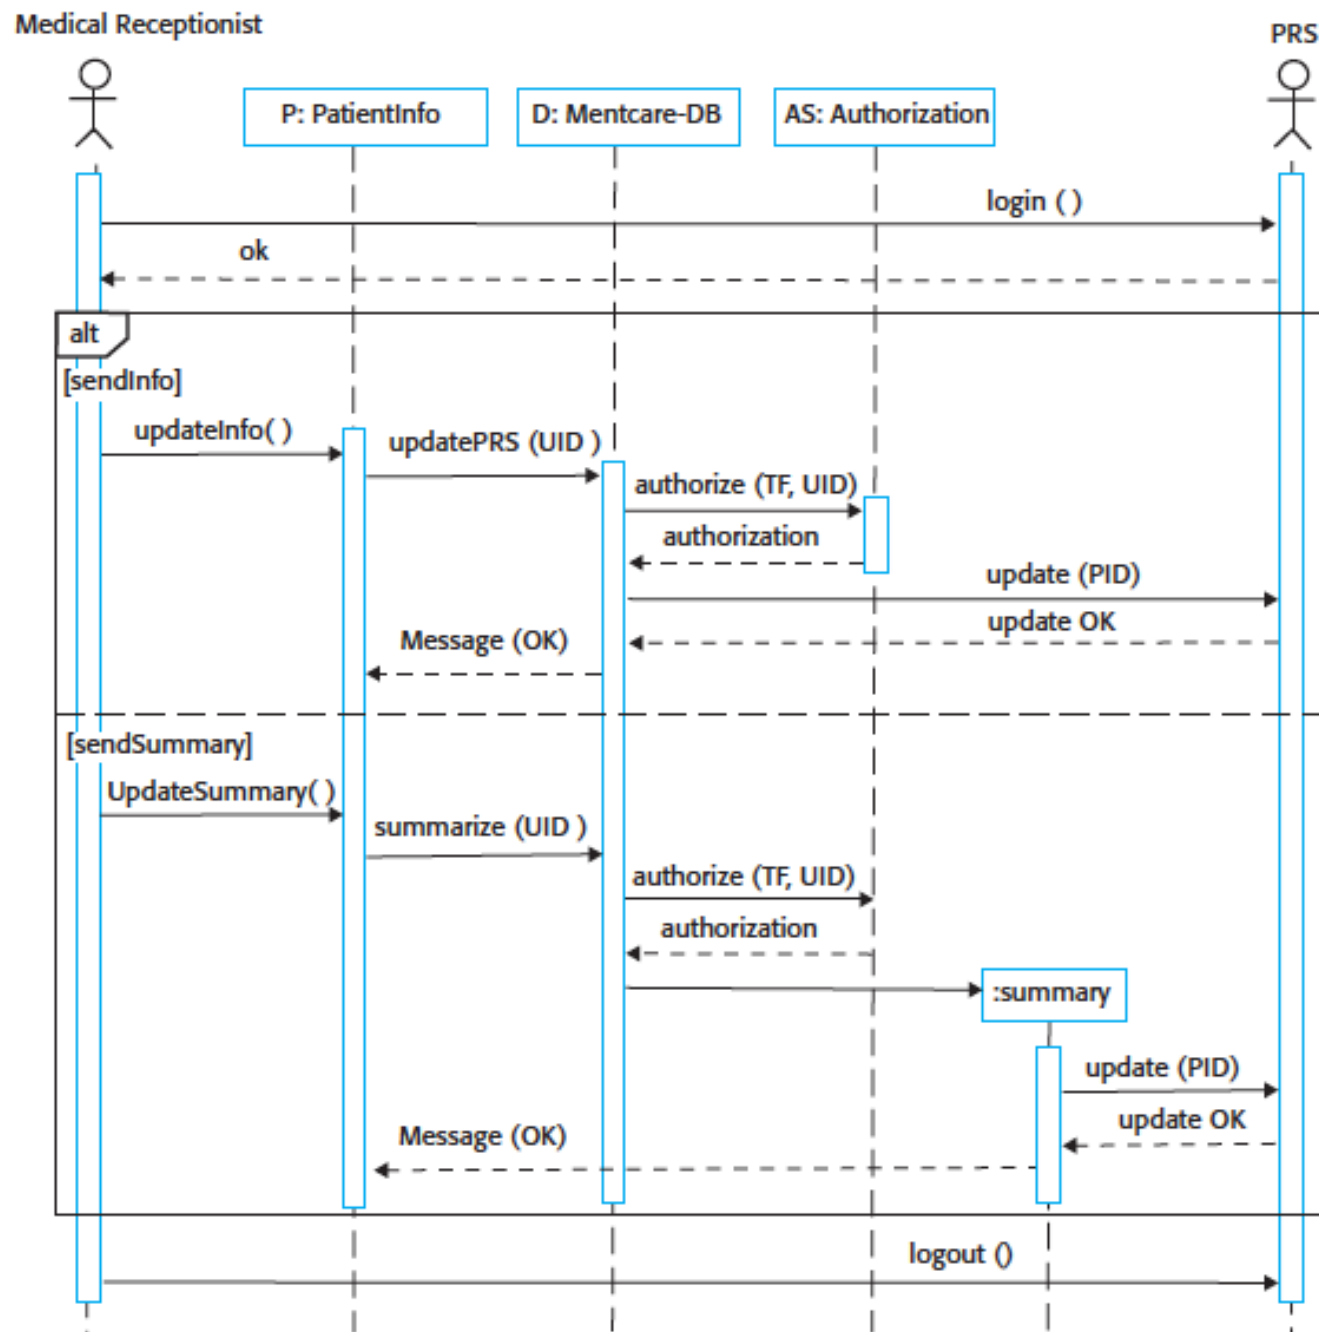 Medical Receptionist
PRS
P: PatientInfo
D: Mentcare-DB
AS: Authorization
login ( )
ok
alt
[sendInfo]
updateInfo( )
updatePRS (UID )
authorize (TF, UID)
authorization
update (PID)
update OK
Message (OK)
[sendSummary]
UpdateSummary( )
summarize (UID )
authorize (TF, UID)
authorization
:summary
update (PID)
update OK
Message (OK)
logout ()